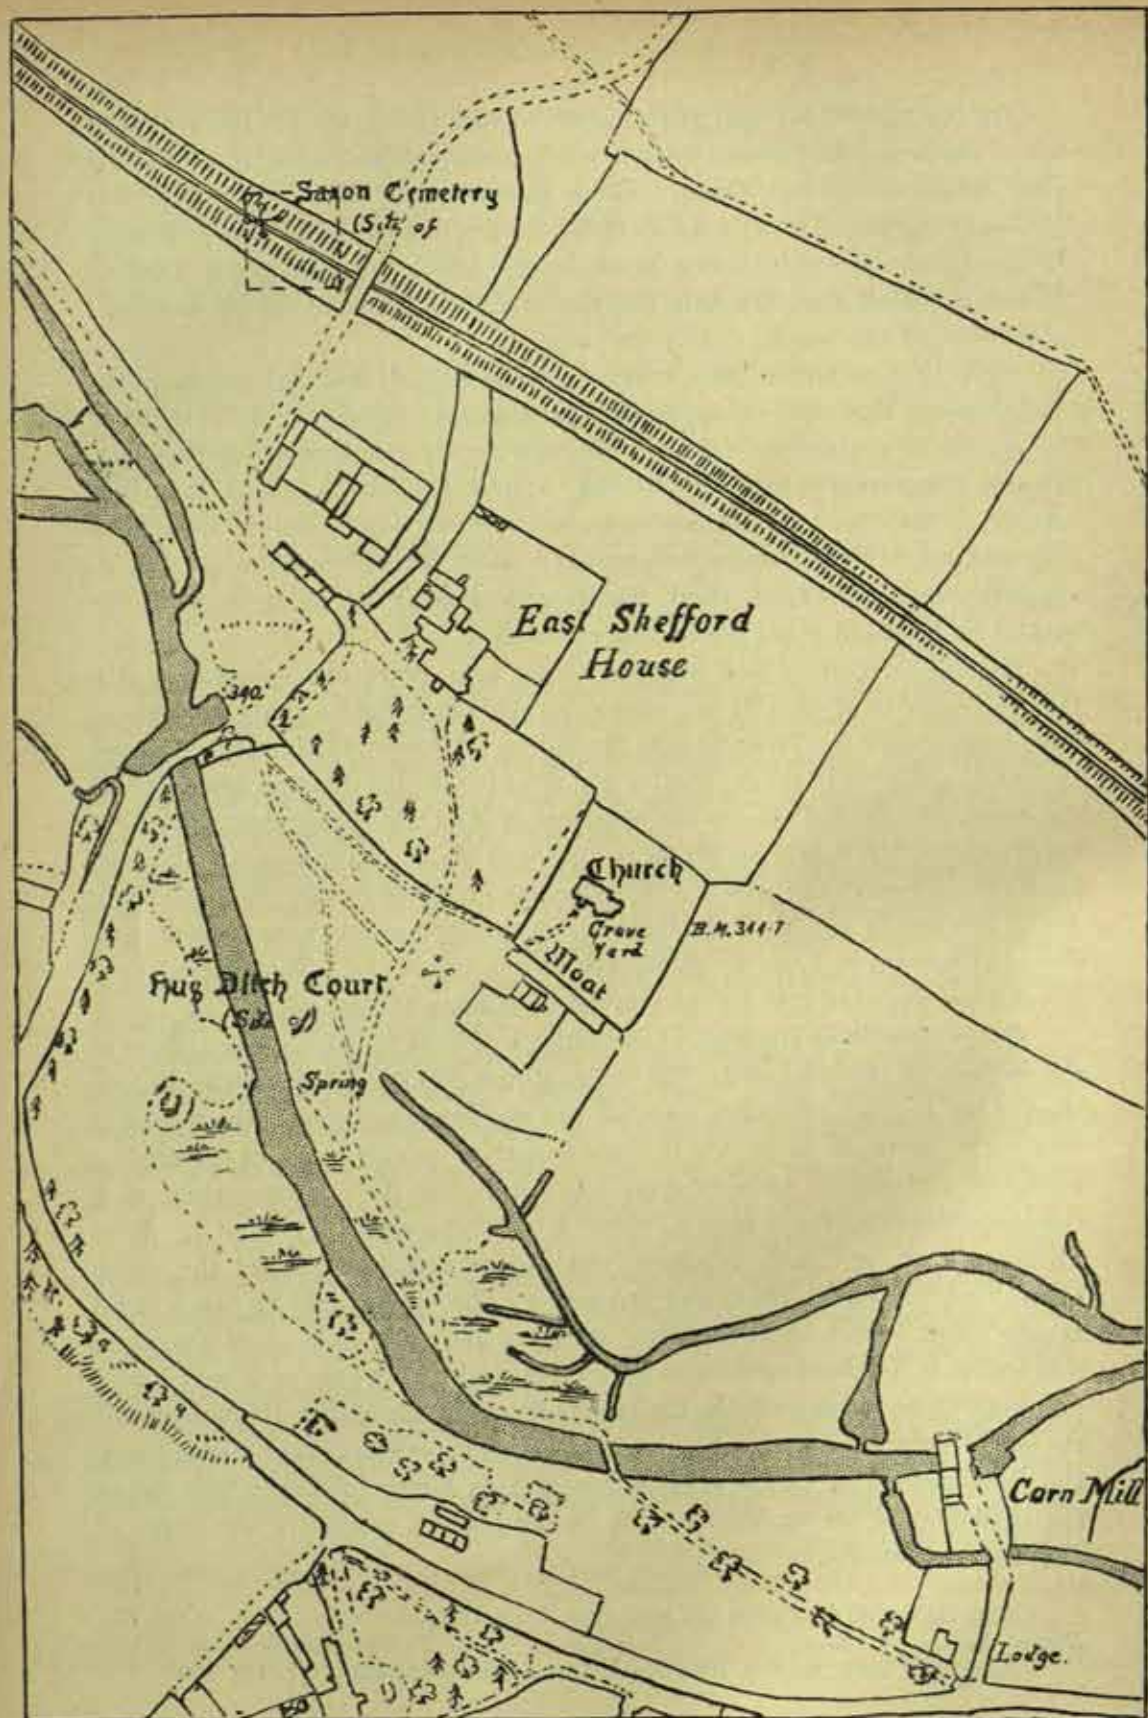 Saxon Cemetery
(Site of
East Shefford
House
340
Church
Grave
Yard
B.M. 344.7
Moat
Hug Ditch Court
(Site of)
Spring
Corn Mill
Lodge.